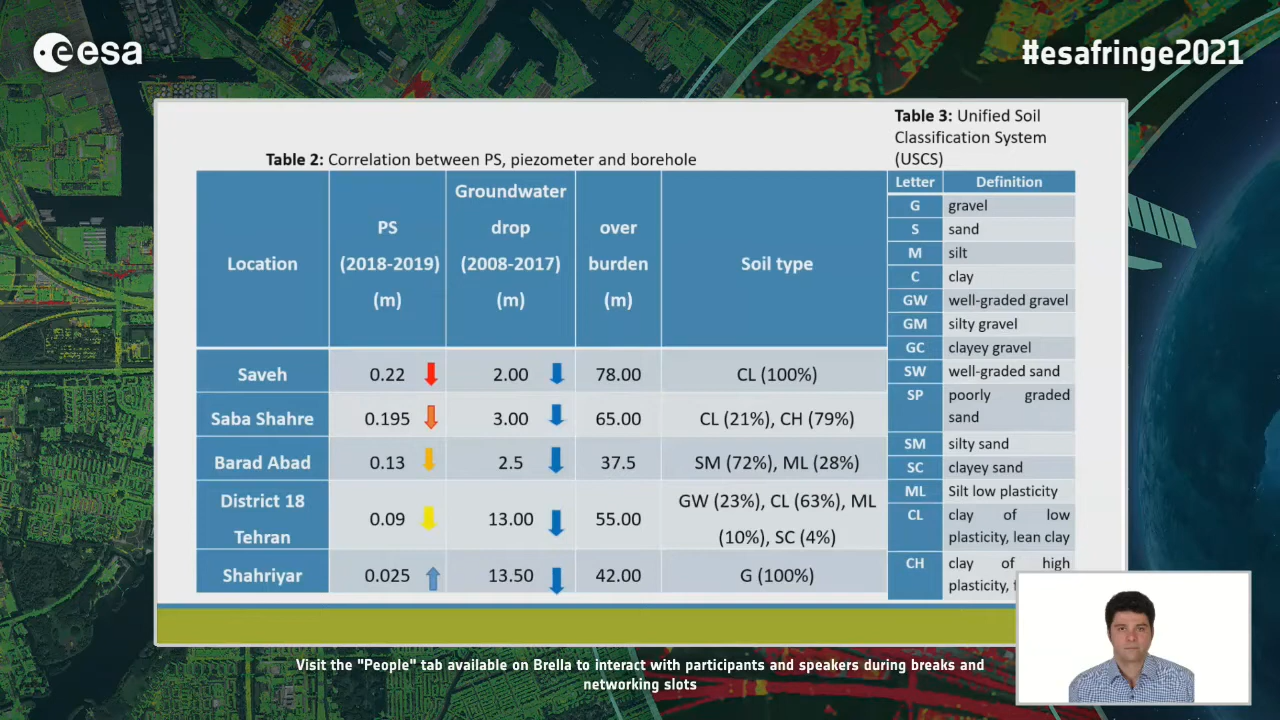 esa
#esafringe2021
Table 2: Correlation between PS, piezometer and borehole
Location
PS
(2018-2019)
(m)
Groundwater
drop
(2008-2017)
(m)
over
burden
(m)
Soil type
Saveh
0.22
2.00
78.00
CL (100%)
Saba Shahre
0.195
3.00
65.00
CL (21%), CH (79%)
Barad Abad
0.13
2.5
37.5
SM (72%), ML (28%)
District 18
Tehran
0.09
13.00
55.00
GW (23%), CL (63%), ML
(10%), SC (4%)
Shahriyar
0.025
13.50
42.00
G (100%)
Table 3: Unified Soil
Classification System
(USCS)
Letter
Definition
G
gravel
S
sand
M
silt
C
clay
GW
well-graded gravel
GM
silty gravel
GC
clayey gravel
SW
well-graded sand
SP
poorly graded
sand
SM
silty sand
SC
clayey sand
ML
Silt low plasticity
CL
clay of low
plasticity, lean clay
CH
clay of high
plasticity,
Visit the "People" tab available on Brella to interact with participants and speakers during breaks and
networking slots